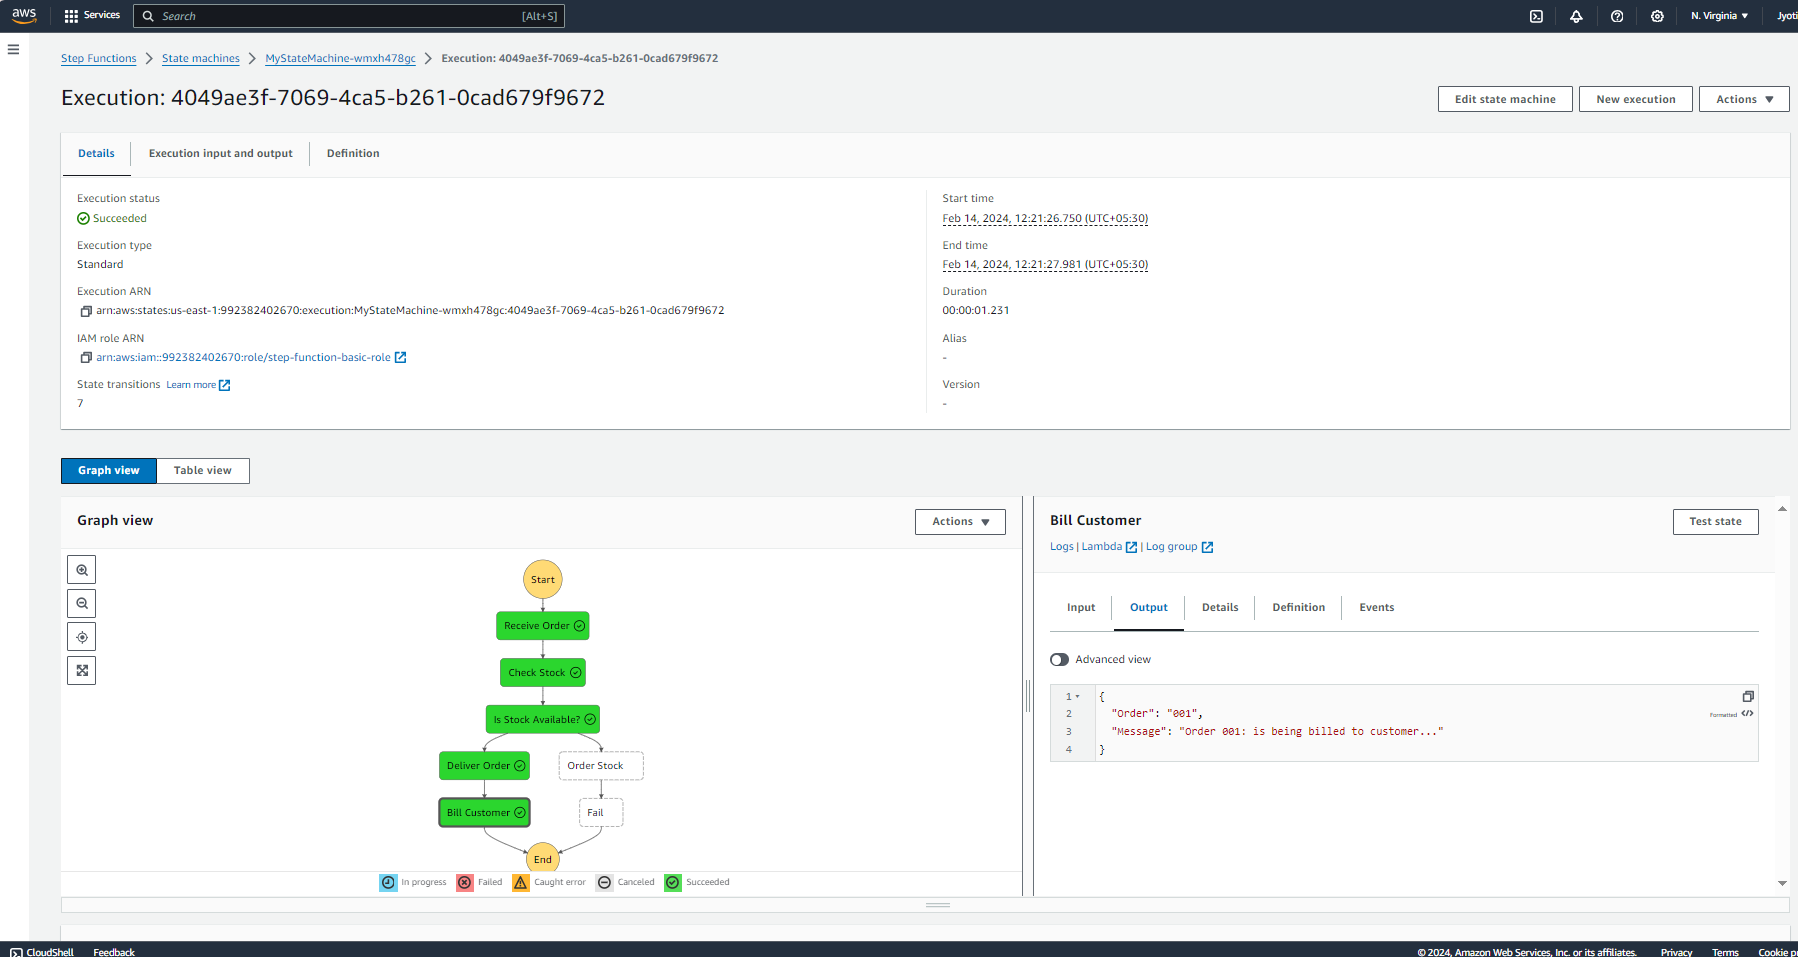 aws Services Search [Alt+S] N. Virginia ▼ Jyoti
Step Functions > State machines > MyStateMachine-wmxh478gc > Execution: 4049ae3f-7069-4ca5-b261-0cad679f9672
Execution: 4049ae3f-7069-4ca5-b261-0cad679f9672
Edit state machine New execution Actions ▼
Details Execution input and output Definition
Execution status
Succeeded
Execution type
Standard
Execution ARN
arn:aws:states:us-east-1:992382402670:execution:MyStateMachine-wmxh478gc:4049ae3f-7069-4ca5-b261-0cad679f9672
IAM role ARN
arn:aws:iam::992382402670:role/step-function-basic-role
State transitions Learn more
7
Start time
Feb 14, 2024, 12:21:26.750 (UTC+05:30)
End time
Feb 14, 2024, 12:21:27.981 (UTC+05:30)
Duration
00:00:01.231
Alias
-
Version
-
Graph view Table view
Graph view
Actions ▼
Start
Receive Order
Check Stock
Is Stock Available?
Deliver Order Order Stock
Bill Customer Fail
End
In progress Failed Caught error Canceled Succeeded
Bill Customer
Test state
Logs | Lambda | Log group
Input Output Details Definition Events
Advanced view
1 {
Formatted
2 "Order": "001",
3 "Message": "Order 001: is being billed to customer..."
4 }
CloudShell Feedback © 2024, Amazon Web Services, Inc. or its affiliates. Privacy Terms Cookie p